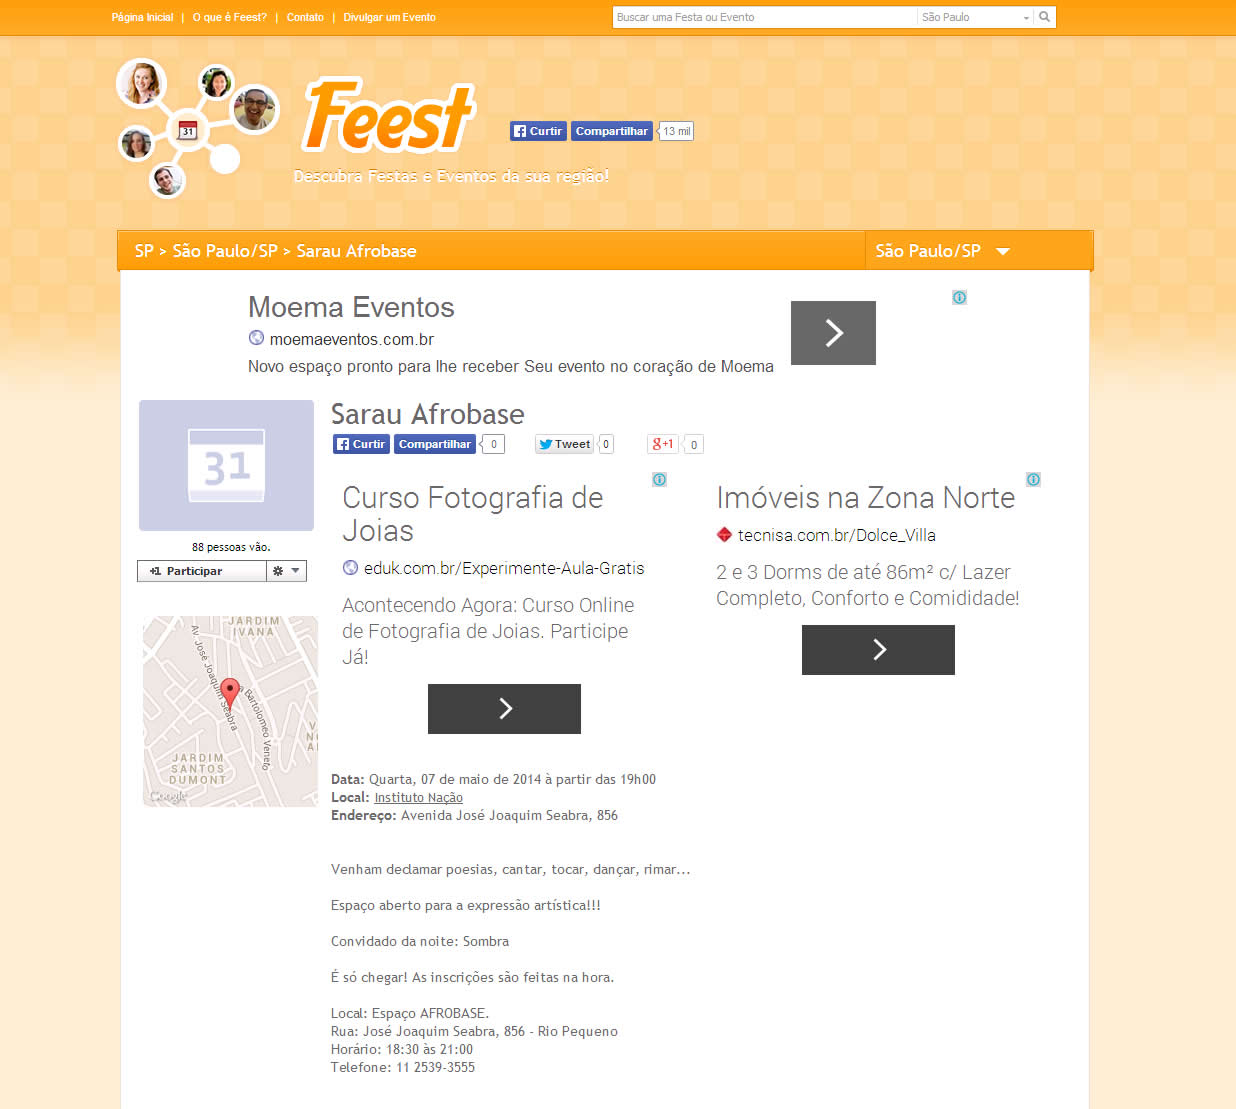 Página Inicial | O que é Feest? | Contato | Divulgar um Evento
Buscar uma Festa ou Evento
São Paulo
31
Feest
Curtir
Compartilhar
13 mil
Descubra Festas e Eventos da sua região!
SP > São Paulo/SP > Sarau Afrobase
São Paulo/SP
Moema Eventos
moemaeventos.com.br
Novo espaço pronto para lhe receber Seu evento no coração de Moema
31
88 pessoas vão.
+1 Participar
JARDIM
IVANA
Av. José Joaquim Seabra
a Bartolomeo Veneto
JARDIM
SANTOS
DUMONT
Google
Sarau Afrobase
Curtir
Compartilhar
0
Tweet
0
g+1
0
Curso Fotografia de
Joias
eduk.com.br/Experimente-Aula-Gratis
Acontecendo Agora: Curso Online
de Fotografia de Joias. Participe
Já!
Imóveis na Zona Norte
tecnisa.com.br/Dolce_Villa
2 e 3 Dorms de até 86m² c/ Lazer
Completo, Conforto e Comididade!
Data: Quarta, 07 de maio de 2014 à partir das 19h00
Local: Instituto Nação
Endereço: Avenida José Joaquim Seabra, 856
Venham declamar poesias, cantar, tocar, dançar, rimar...
Espaço aberto para a expressão artística!!!
Convidado da noite: Sombra
É só chegar! As inscrições são feitas na hora.
Local: Espaço AFROBASE.
Rua: José Joaquim Seabra, 856 - Rio Pequeno
Horário: 18:30 às 21:00
Telefone: 11 2539-3555